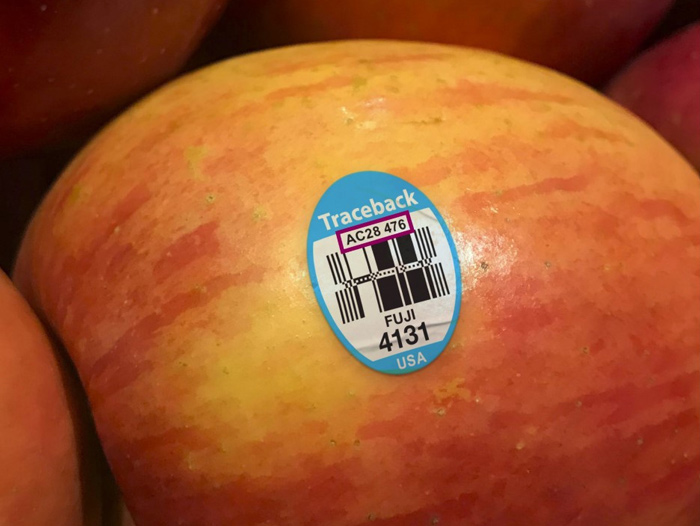 Traceback
AC28 476
FUJI
4131
USA